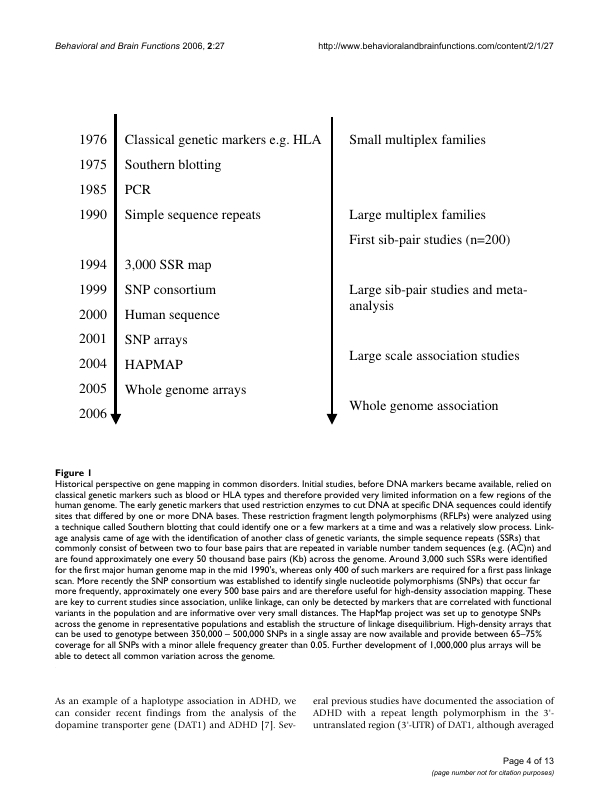 Behavioral and Brain Functions 2006, 2:27 http://www.behavioralandbrainfunctions.com/content/2/1/27
1976 Classical genetic markers e.g. HLA Small multiplex families
1975 Southern blotting
1985 PCR
1990 Simple sequence repeats Large multiplex families
First sib-pair studies (n=200)
1994 3,000 SSR map
1999 SNP consortium Large sib-pair studies and meta-
analysis
2000 Human sequence
2001 SNP arrays
Large scale association studies
2004 HAPMAP
2005 Whole genome arrays
Whole genome association
2006
Figure 1
Historical perspective on gene mapping in common disorders. Initial studies, before DNA markers became available, relied on
classical genetic markers such as blood or HLA types and therefore provided very limited information on a few regions of the
human genome. The early genetic markers that used restriction enzymes to cut DNA at specific DNA sequences could identify
sites that differed by one or more DNA bases. These restriction fragment length polymorphisms (RFLPs) were analyzed using
a technique called Southern blotting that could identify one or a few markers at a time and was a relatively slow process. Link-
age analysis came of age with the identification of another class of genetic variants, the simple sequence repeats (SSRs) that
commonly consist of between two to four base pairs that are repeated in variable number tandem sequences (e.g. (AC)n) and
are found approximately one every 50 thousand base pairs (Kb) across the genome. Around 3,000 such SSRs were identified
for the first major human genome map in the mid 1990's, whereas only 400 of such markers are required for a first pass linkage
scan. More recently the SNP consortium was established to identify single nucleotide polymorphisms (SNPs) that occur far
more frequently, approximately one every 500 base pairs and are therefore useful for high-density association mapping. These
are key to current studies since association, unlike linkage, can only be detected by markers that are correlated with functional
variants in the population and are informative over very small distances. The HapMap project was set up to genotype SNPs
across the genome in representative populations and establish the structure of linkage disequilibrium. High-density arrays that
can be used to genotype between 350,000 – 500,000 SNPs in a single assay are now available and provide between 65–75%
coverage for all SNPs with a minor allele frequency greater than 0.05. Further development of 1,000,000 plus arrays will be
able to detect all common variation across the genome.
As an example of a haplotype association in ADHD, we
can consider recent findings from the analysis of the
dopamine transporter gene (DAT1) and ADHD [7]. Sev-
eral previous studies have documented the association of
ADHD with a repeat length polymorphism in the 3'-
untranslated region (3'-UTR) of DAT1, although averaged
Page 4 of 13
(page number not for citation purposes)